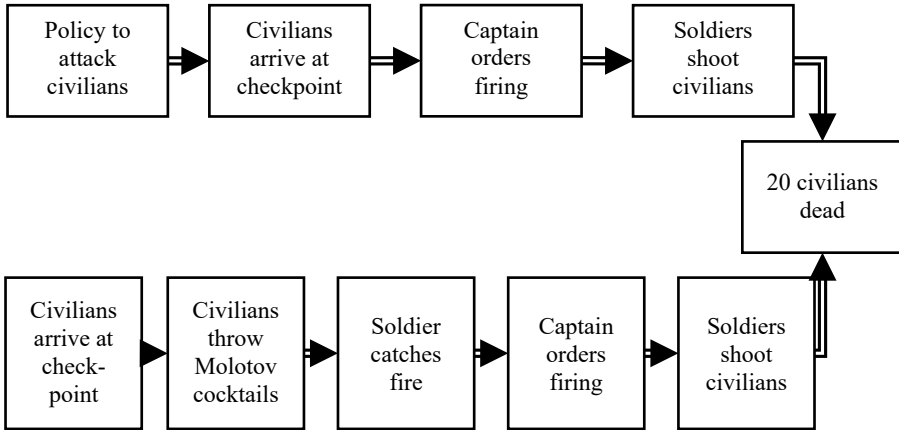 Policy to
attack
civilians
Civilians
arrive at
checkpoint
Captain
orders
firing
Soldiers
shoot
civilians
20 civilians
dead
Civilians
arrive at
check-
point
Civilians
throw
Molotov
cocktails
Soldier
catches
fire
Captain
orders
firing
Soldiers
shoot
civilians